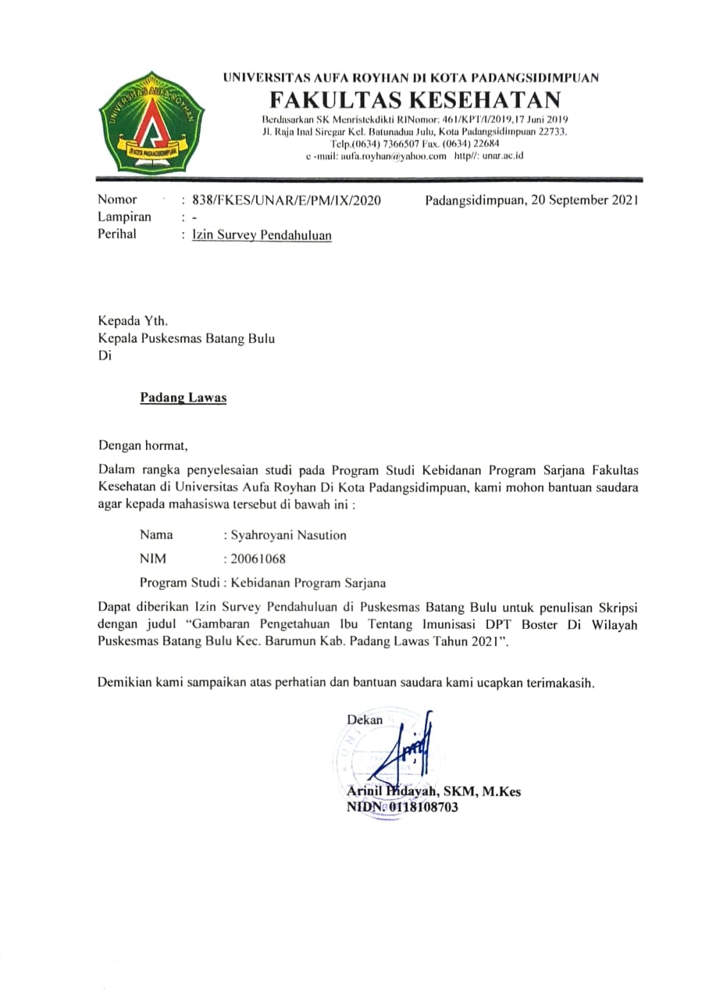 UNIVERSITAS AUFA ROYHAN DI KOTA PADANGSIDIMPUAN
FAKULTAS KESEHATAN
Berdasarkan SK Menristekdikti RINomor: 461/KPT/I/2019,17 Juni 2019
Jl. Raja Inal Siregar Kel. Batunadua Julu, Kota Padangsidimpuan 22733.
Telp.(0634) 7366507 Fax. (0634) 22684
e -mail: aufa.royhan@yahoo.com http//: unar.ac.id
UNIVERSITAS AUFA ROYHAN
DI KOTA PADANGSIDIMPUAN
Nomor : 838/FKES/UNAR/E/PM/IX/2020 Padangsidimpuan, 20 September 2021
Lampiran : -
Perihal : Izin Survey Pendahuluan
Kepada Yth.
Kepala Puskesmas Batang Bulu
Di
Padang Lawas
Dengan hormat,
Dalam rangka penyelesaian studi pada Program Studi Kebidanan Program Sarjana Fakultas
Kesehatan di Universitas Aufa Royhan Di Kota Padangsidimpuan, kami mohon bantuan saudara
agar kepada mahasiswa tersebut di bawah ini :
Nama : Syahroyani Nasution
NIM : 20061068
Program Studi : Kebidanan Program Sarjana
Dapat diberikan Izin Survey Pendahuluan di Puskesmas Batang Bulu untuk penulisan Skripsi
dengan judul “Gambaran Pengetahuan Ibu Tentang Imunisasi DPT Boster Di Wilayah
Puskesmas Batang Bulu Kec. Barumun Kab. Padang Lawas Tahun 2021”.
Demikian kami sampaikan atas perhatian dan bantuan saudara kami ucapkan terimakasih.
Dekan
Arinil Hidayah, SKM, M.Kes
NIDN. 0118108703